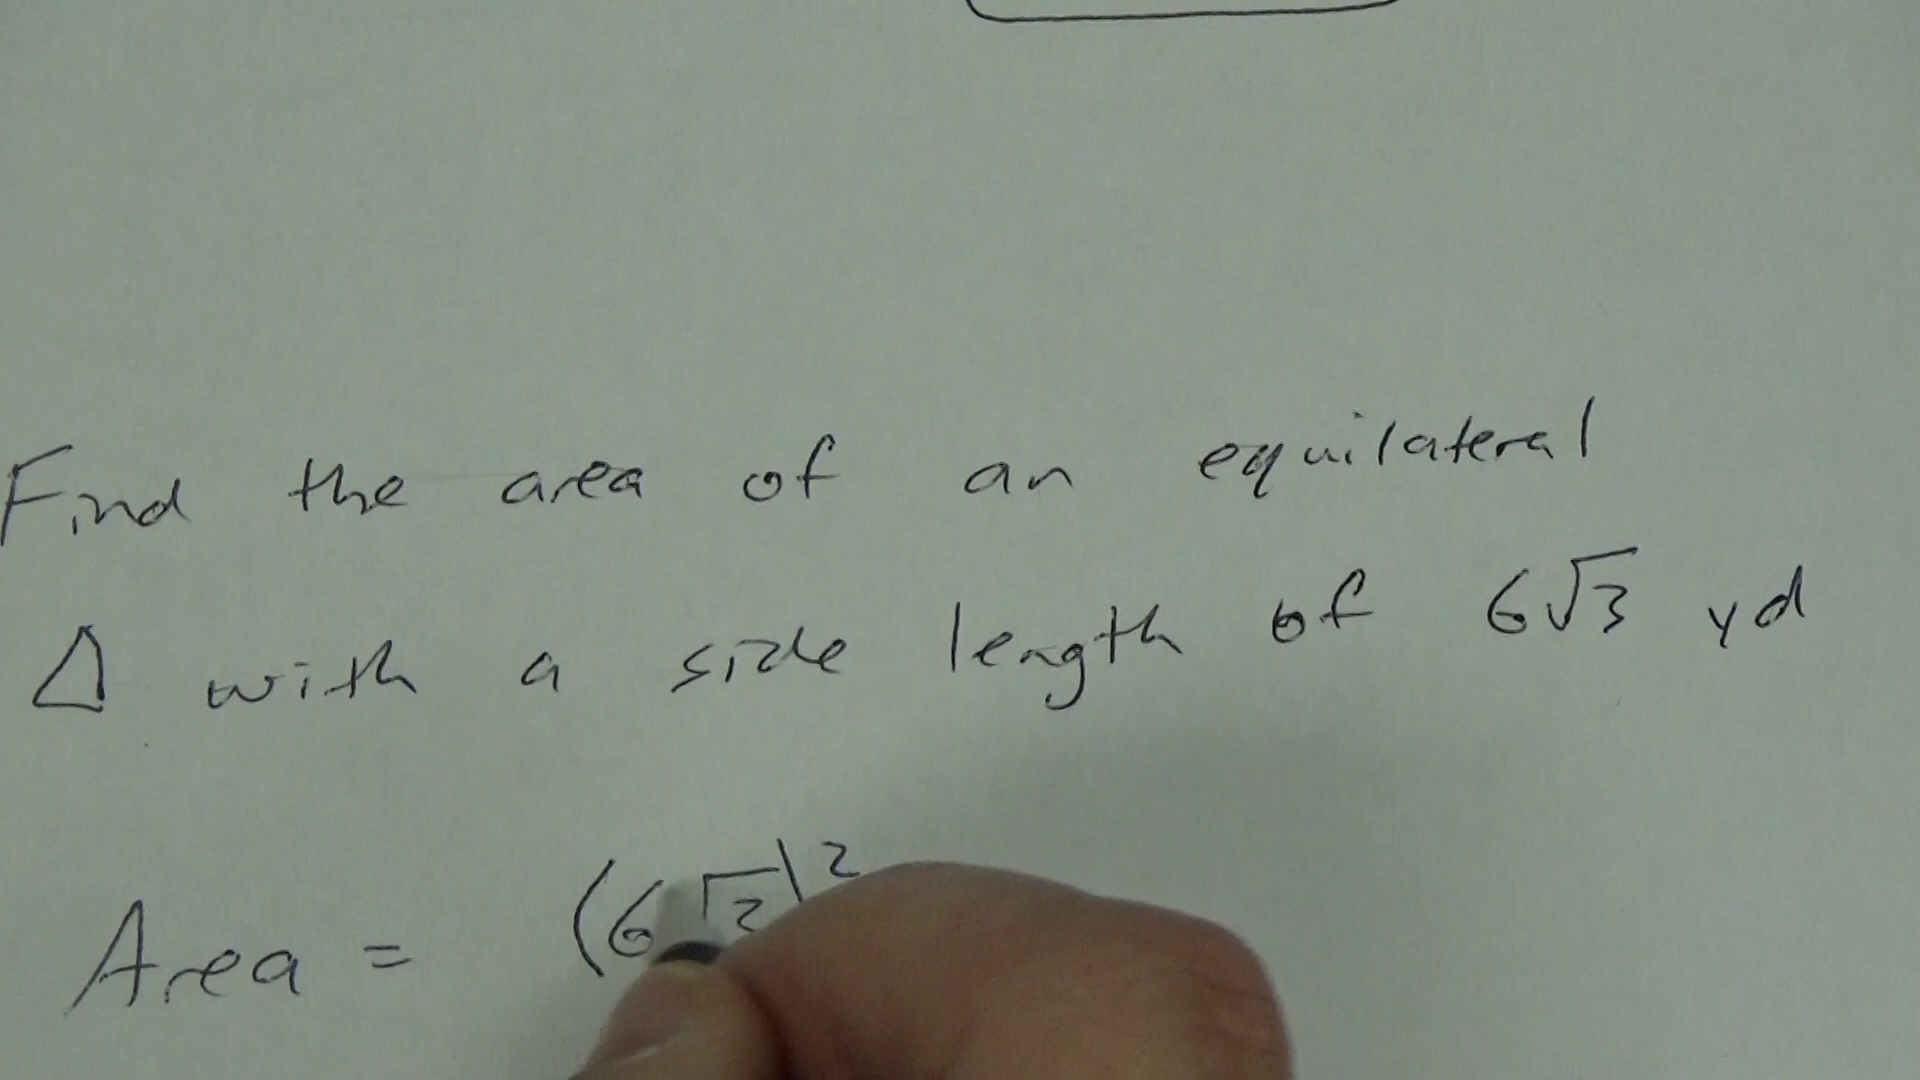 Find the area of an equilateral
Δ with a side length of 6√3 yd
Area = (6√3)²